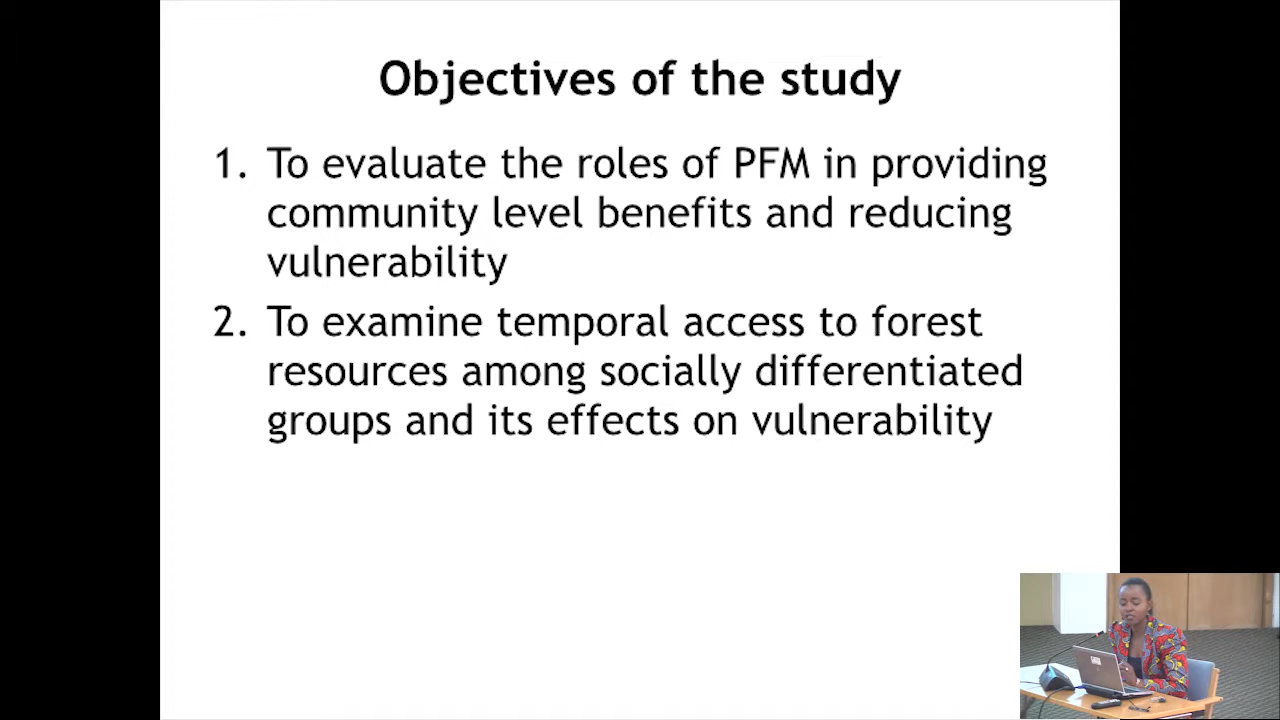 Objectives of the study
1. To evaluate the roles of PFM in providing
community level benefits and reducing
vulnerability
2. To examine temporal access to forest
resources among socially differentiated
groups and its effects on vulnerability